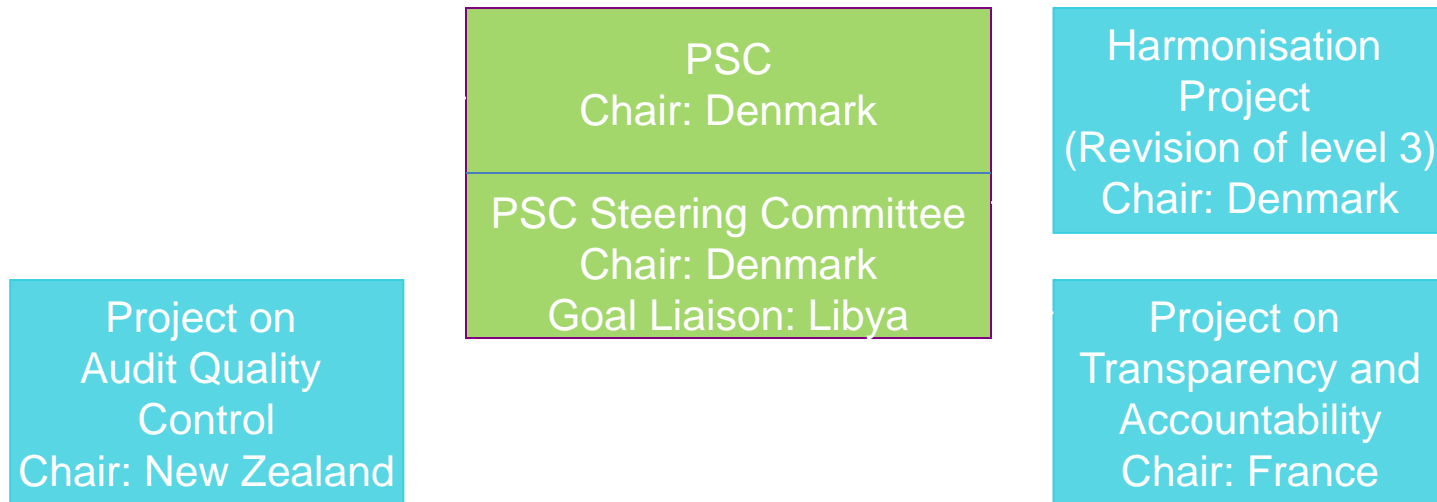 PSC
Chair: Denmark
PSC Steering Committee
Chair: Denmark
Goal Liaison: Libya
Harmonisation
Project
(Revision of level 3)
Chair: Denmark
Project on
Audit Quality
Control
Chair: New Zealand
Project on
Transparency and
Accountability
Chair: France